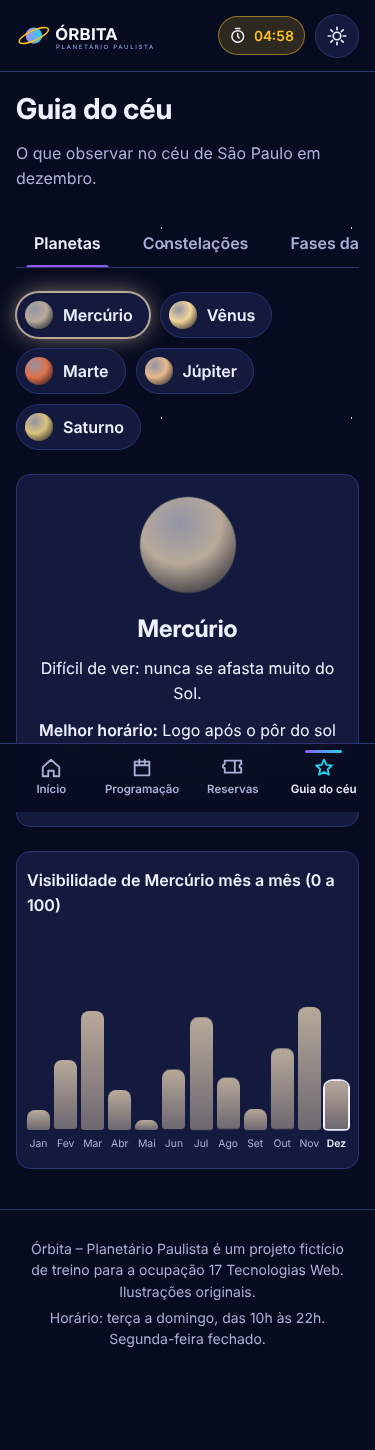 ÓRBITA
PLANETÁRIO PAULISTA
04:58
Guia do céu
O que observar no céu de São Paulo em
dezembro.
Planetas
Constelações
Fases da
Mercúrio
Vênus
Marte
Júpiter
Saturno
Mercúrio
Difícil de ver: nunca se afasta muito do
Sol.
Melhor horário: Logo após o pôr do sol
Início
Programação
Reservas
Guia do céu
Visibilidade de Mercúrio mês a mês (0 a
100)
Jan Fev Mar Abr Mai Jun Jul Ago Set Out Nov Dez
Órbita – Planetário Paulista é um projeto fictício
de treino para a ocupação 17 Tecnologias Web.
Ilustrações originais.
Horário: terça a domingo, das 10h às 22h.
Segunda-feira fechado.